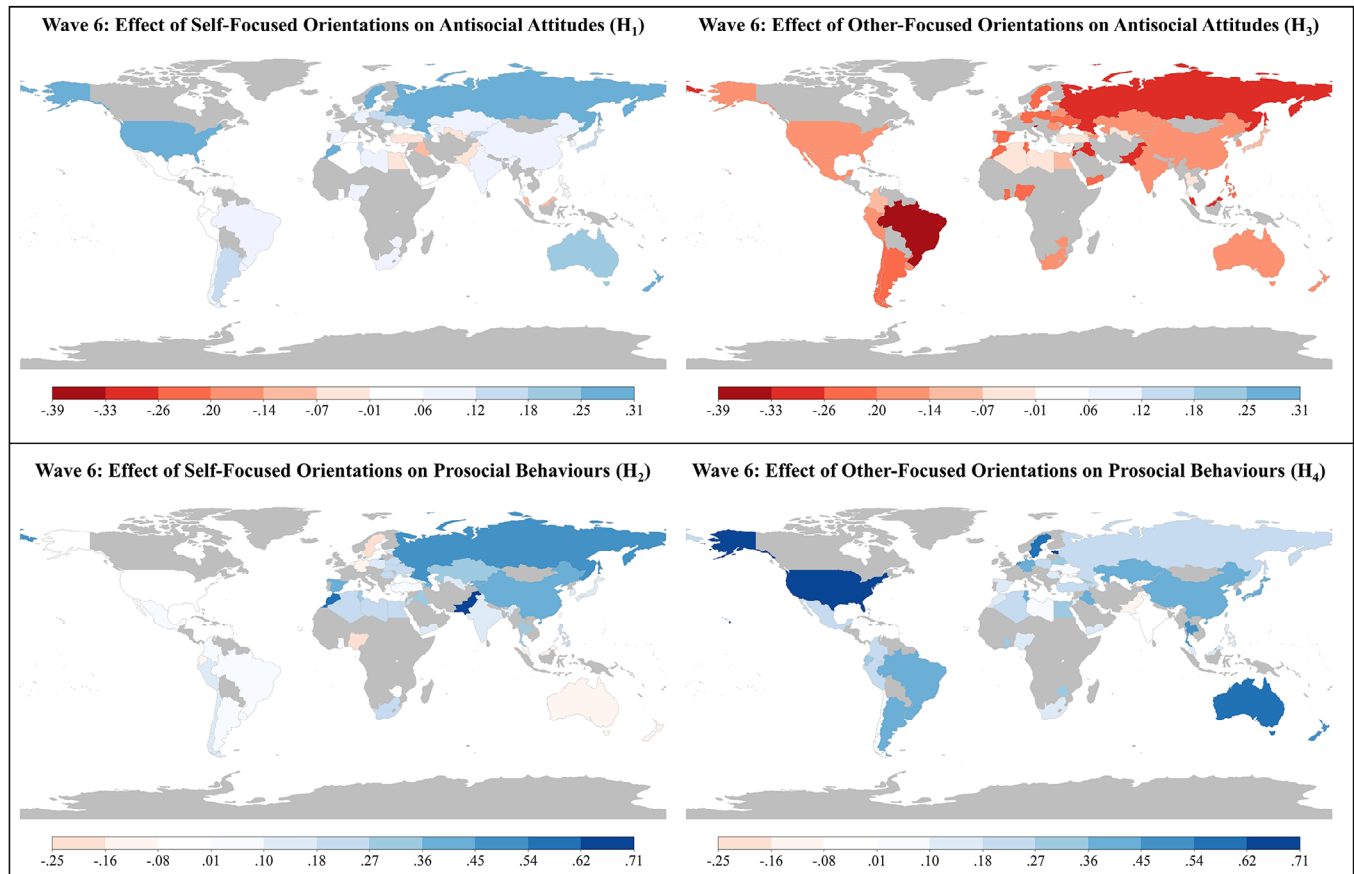 Wave 6: Effect of Self-Focused Orientations on Antisocial Attitudes (H₁)
-.39 -.33 -.26 .20 -.14 -.07 -.01 .06 .12 .18 .25 .31
Wave 6: Effect of Other-Focused Orientations on Antisocial Attitudes (H₃)
-.39 -.33 -.26 .20 -.14 -.07 -.01 .06 .12 .18 .25 .31
Wave 6: Effect of Self-Focused Orientations on Prosocial Behaviours (H₂)
-.25 -.16 -.08 .01 .10 .18 .27 .36 .45 .54 .62 .71
Wave 6: Effect of Other-Focused Orientations on Prosocial Behaviours (H₄)
-.25 -.16 -.08 .01 .10 .18 .27 .36 .45 .54 .62 .71